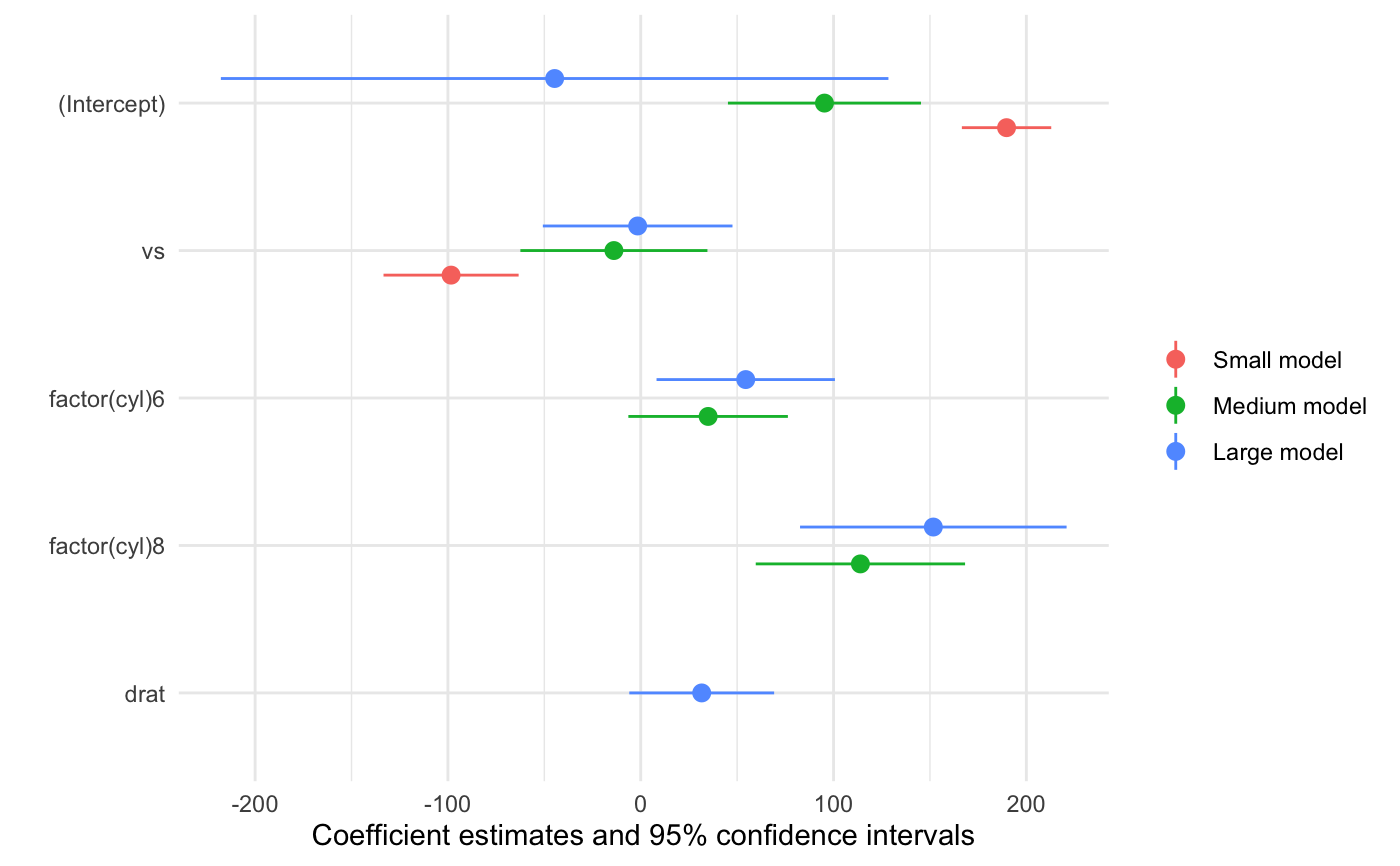 (Intercept)
vs
factor(cyl)6
factor(cyl)8
drat
-200 -100 0 100 200
Coefficient estimates and 95% confidence intervals
Small model
Medium model
Large model